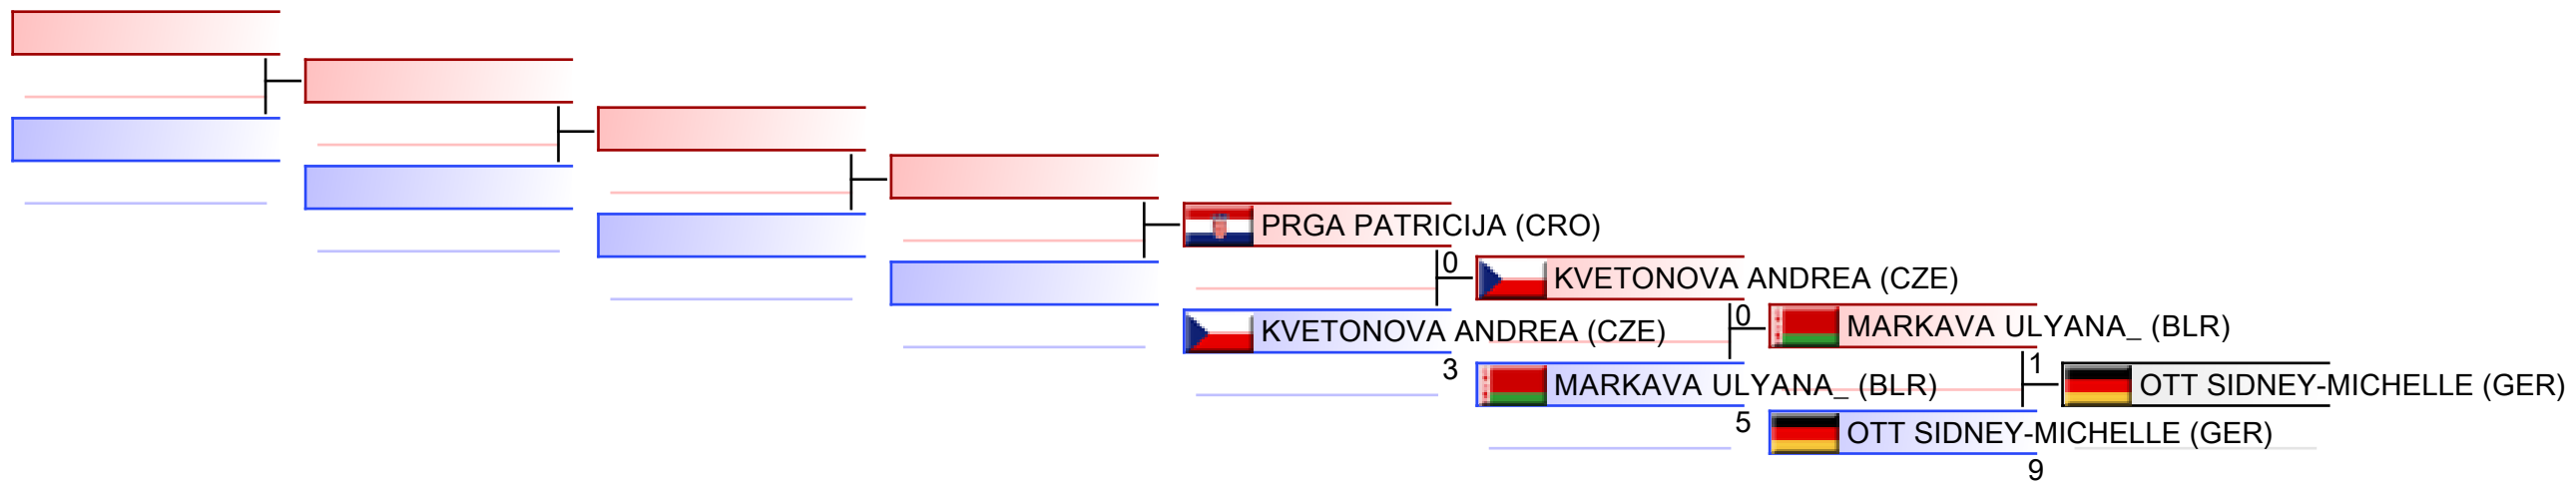 PRGA PATRICIJA (CRO)
0
KVETONOVA ANDREA (CZE)
KVETONOVA ANDREA (CZE)
3
0
MARKAVA ULYANA_ (BLR)
MARKAVA ULYANA_ (BLR)
5
1
OTT SIDNEY-MICHELLE (GER)
OTT SIDNEY-MICHELLE (GER)
9